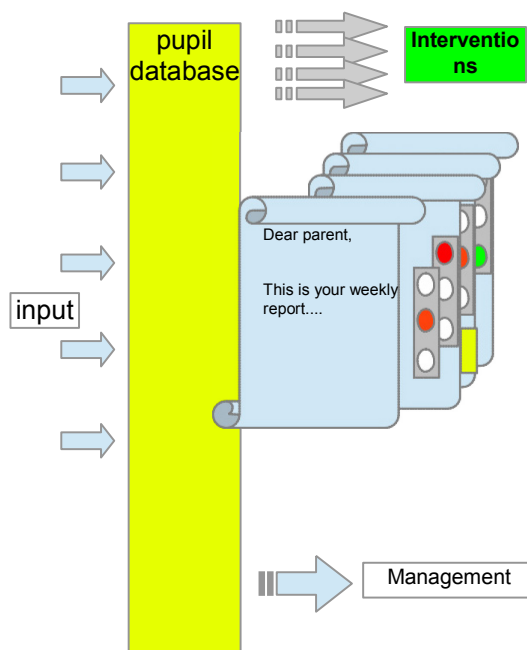 pupil
database
Interventio
ns
Dear parent,
This is your weekly
report....
input
Management